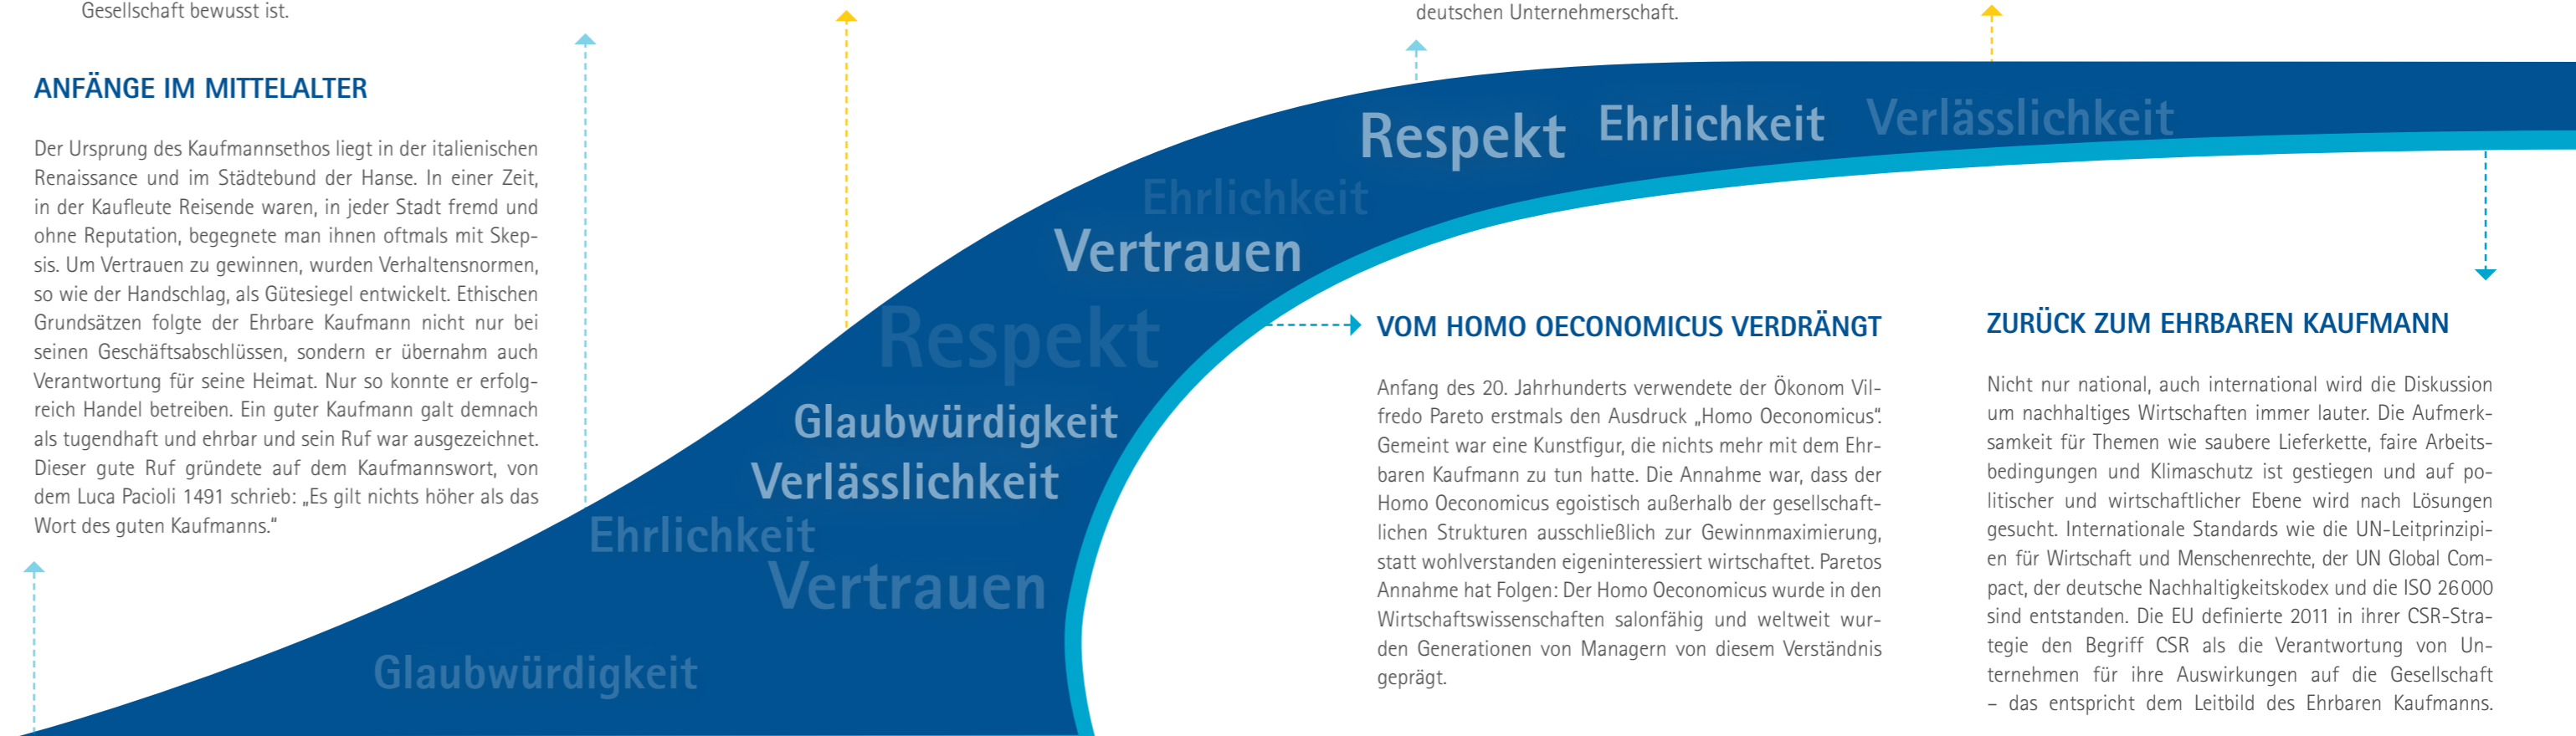 Gesellschaft bewusst ist.
ANFÄNGE IM MITTELALTER
Der Ursprung des Kaufmannsethos liegt in der italienischen
Renaissance und im Städtebund der Hanse. In einer Zeit,
in der Kaufleute Reisende waren, in jeder Stadt fremd und
ohne Reputation, begegnete man ihnen oftmals mit Skep-
sis. Um Vertrauen zu gewinnen, wurden Verhaltensnormen,
so wie der Handschlag, als Gütesiegel entwickelt. Ethischen
Grundsätzen folgte der Ehrbare Kaufmann nicht nur bei
seinen Geschäftsabschlüssen, sondern er übernahm auch
Verantwortung für seine Heimat. Nur so konnte er erfolg-
reich Handel betreiben. Ein guter Kaufmann galt demnach
als tugendhaft und ehrbar und sein Ruf war ausgezeichnet.
Dieser gute Ruf gründete auf dem Kaufmannswort, von
dem Luca Pacioli 1491 schrieb: „Es gilt nichts höher als das
Wort des guten Kaufmanns.“
deutschen Unternehmerschaft.
Respekt Ehrlichkeit Verlässlichkeit
Ehrlichkeit
Vertrauen
Respekt
Glaubwürdigkeit
Verlässlichkeit
Ehrlichkeit
Vertrauen
Glaubwürdigkeit
VOM HOMO OECONOMICUS VERDRÄNGT
Anfang des 20. Jahrhunderts verwendete der Ökonom Vil-
fredo Pareto erstmals den Ausdruck „Homo Oeconomicus“.
Gemeint war eine Kunstfigur, die nichts mehr mit dem Ehr-
baren Kaufmann zu tun hatte. Die Annahme war, dass der
Homo Oeconomicus egoistisch außerhalb der gesellschaft-
lichen Strukturen ausschließlich zur Gewinnmaximierung,
statt wohlverstanden eigeninteressiert wirtschaftet. Paretos
Annahme hat Folgen: Der Homo Oeconomicus wurde in den
Wirtschaftswissenschaften salonfähig und weltweit wur-
den Generationen von Managern von diesem Verständnis
geprägt.
ZURÜCK ZUM EHRBAREN KAUFMANN
Nicht nur national, auch international wird die Diskussion
um nachhaltiges Wirtschaften immer lauter. Die Aufmerk-
samkeit für Themen wie saubere Lieferkette, faire Arbeits-
bedingungen und Klimaschutz ist gestiegen und auf po-
litischer und wirtschaftlicher Ebene wird nach Lösungen
gesucht. Internationale Standards wie die UN-Leitprinzipi-
en für Wirtschaft und Menschenrechte, der UN Global Com-
pact, der deutsche Nachhaltigkeitskodex und die ISO 26000
sind entstanden. Die EU definierte 2011 in ihrer CSR-Stra-
tegie den Begriff CSR als die Verantwortung von Un-
ternehmen für ihre Auswirkungen auf die Gesellschaft
– das entspricht dem Leitbild des Ehrbaren Kaufmanns.